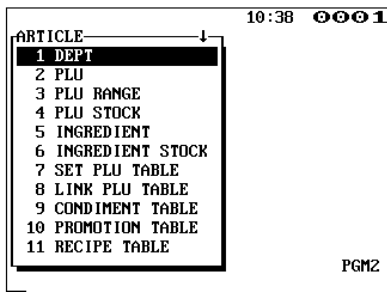 10:38 0001
ARTICLE ↓
1 DEPT
2 PLU
3 PLU RANGE
4 PLU STOCK
5 INGREDIENT
6 INGREDIENT STOCK
7 SET PLU TABLE
8 LINK PLU TABLE
9 CONDIMENT TABLE
10 PROMOTION TABLE
11 RECIPE TABLE
PGM2